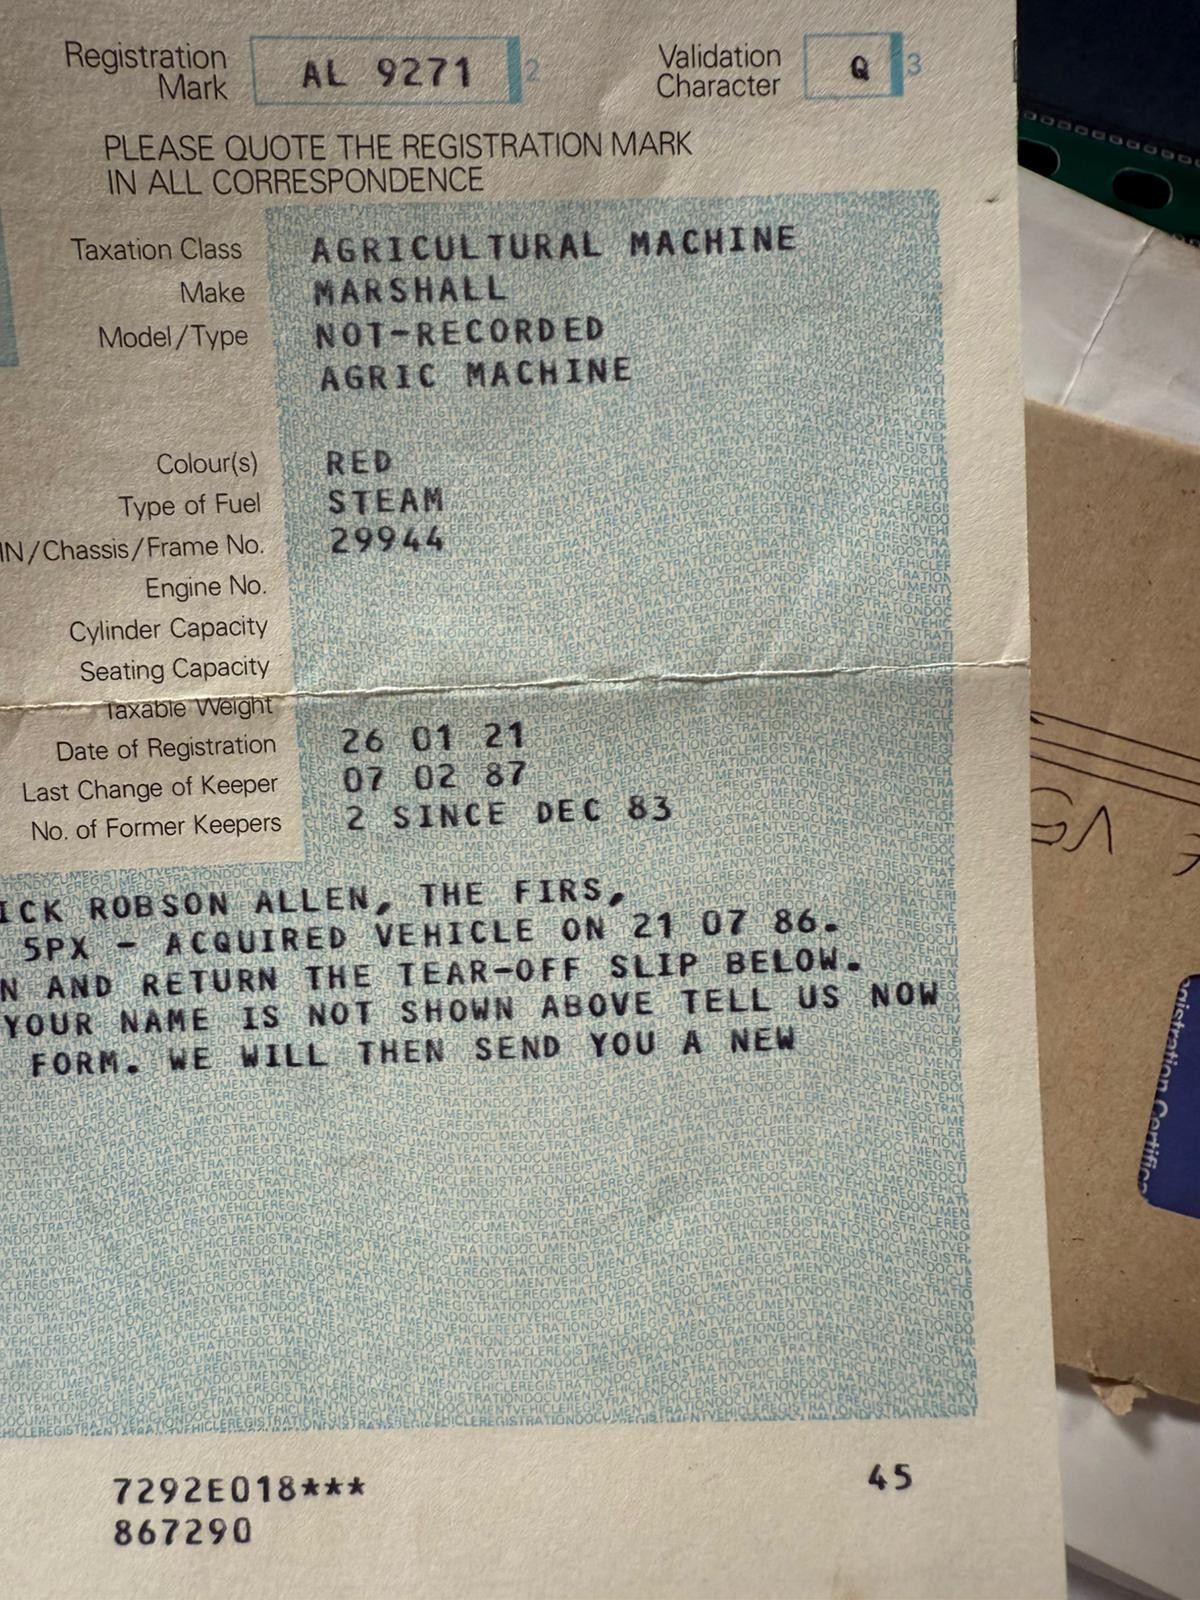 Registration Mark AL 9271 2
Validation Character Q 3
PLEASE QUOTE THE REGISTRATION MARK
IN ALL CORRESPONDENCE
Taxation Class AGRICULTURAL MACHINE
Make MARSHALL
Model/Type NOT-RECORDED
AGRIC MACHINE
Colour(s) RED
Type of Fuel STEAM
IN/Chassis/Frame No. 29944
Engine No.
Cylinder Capacity
Seating Capacity
Taxable Weight
Date of Registration 26 01 21
Last Change of Keeper 07 02 87
No. of Former Keepers 2 SINCE DEC 83
ICK ROBSON ALLEN, THE FIRS,
5PX - ACQUIRED VEHICLE ON 21 07 86.
N AND RETURN THE TEAR-OFF SLIP BELOW.
YOUR NAME IS NOT SHOWN ABOVE TELL US NOW
FORM. WE WILL THEN SEND YOU A NEW
7292E018*** 45
867290
V5
gistration Certific